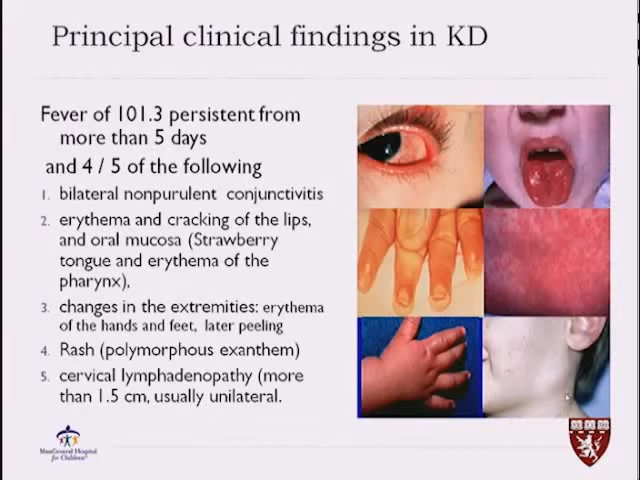 Principal clinical findings in KD
Fever of 101.3 persistent from
more than 5 days
and 4 / 5 of the following
1. bilateral nonpurulent conjunctivitis
2. erythema and cracking of the lips,
and oral mucosa (Strawberry
tongue and erythema of the
pharynx),
3. changes in the extremities: erythema
of the hands and feet, later peeling
4. Rash (polymorphous exanthem)
5. cervical lymphadenopathy (more
than 1.5 cm, usually unilateral.
MassGeneral Hospital
for Children